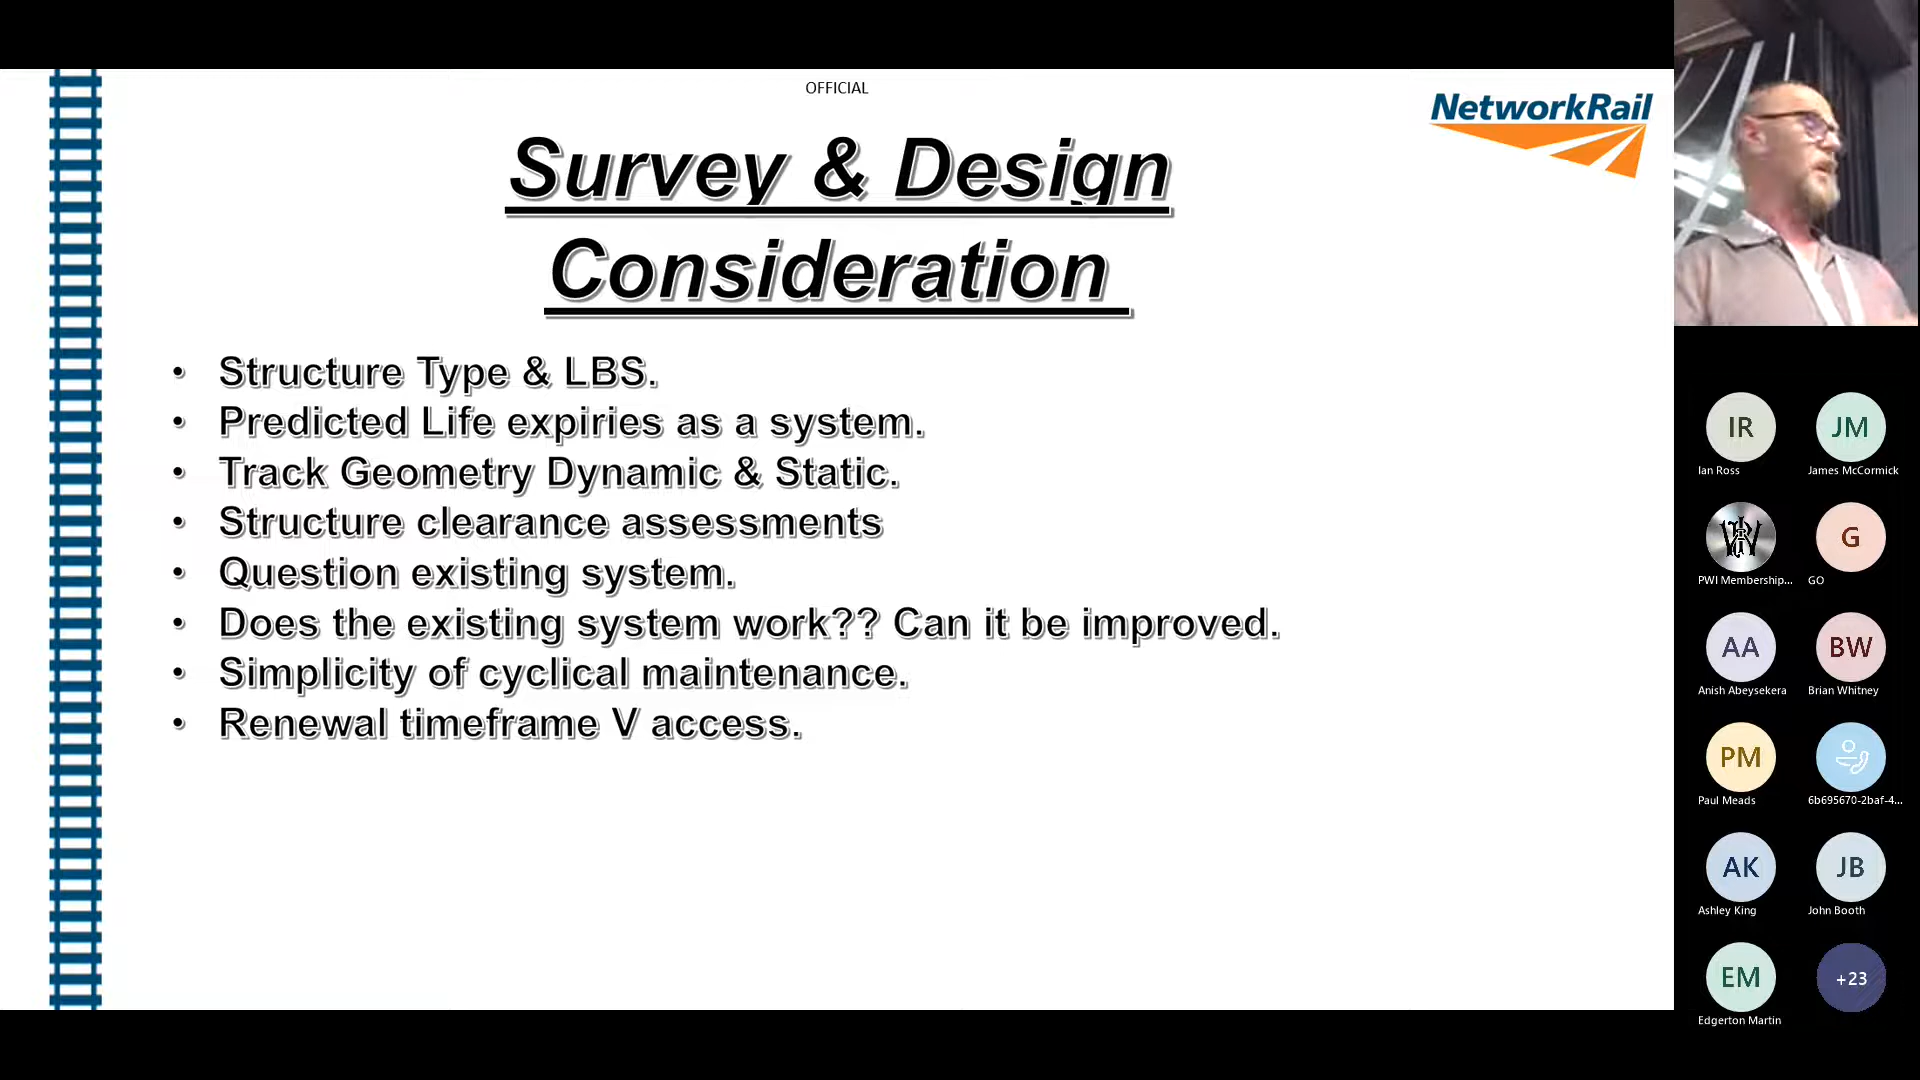 OFFICIAL
NetworkRail
Survey & Design
Consideration
• Structure Type & LBS.
• Predicted Life expiries as a system.
• Track Geometry Dynamic & Static.
• Structure clearance assessments
• Question existing system.
• Does the existing system work?? Can it be improved.
• Simplicity of cyclical maintenance.
• Renewal timeframe V access.
IR
JM
Ian Ross
James McCormick
G
PWI Membership...
GO
AA
BW
Anish Abeysekera
Brian Whitney
PM
Paul Meads
6b695670-2baf-4...
AK
JB
Ashley King
John Booth
EM
+23
Edgerton Martin